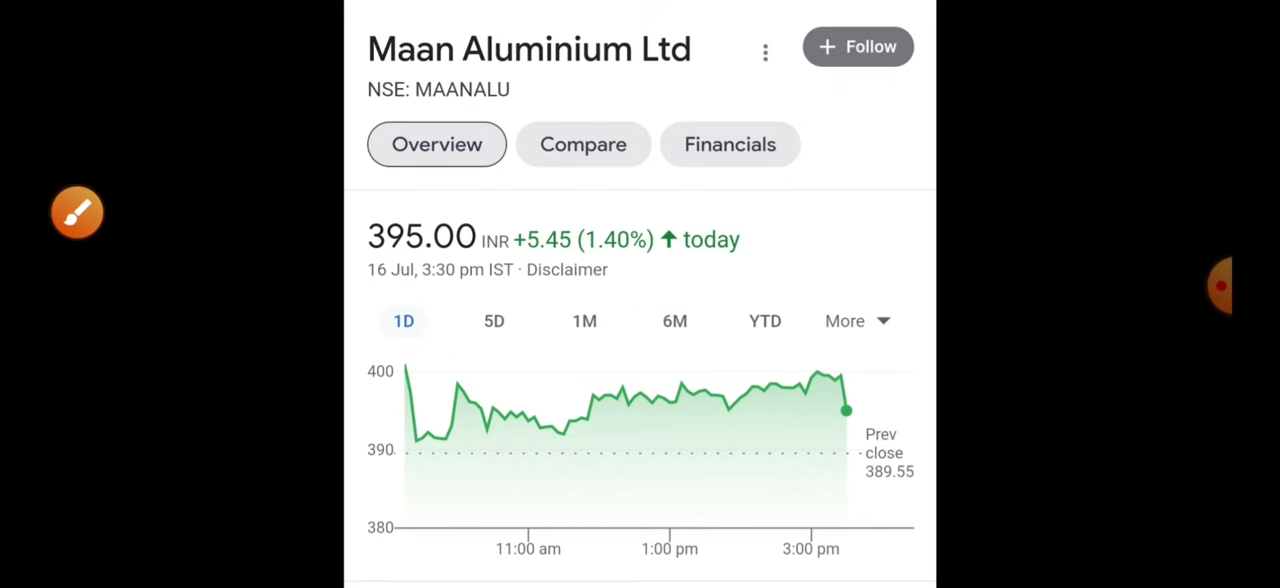 Maan Aluminium Ltd
+ Follow
NSE: MAANALU
Overview
Compare
Financials
395.00 INR +5.45 (1.40%) ↑ today
16 Jul, 3:30 pm IST · Disclaimer
1D 5D 1M 6M YTD More
400
390
380
Prev
close
389.55
11:00 am 1:00 pm 3:00 pm